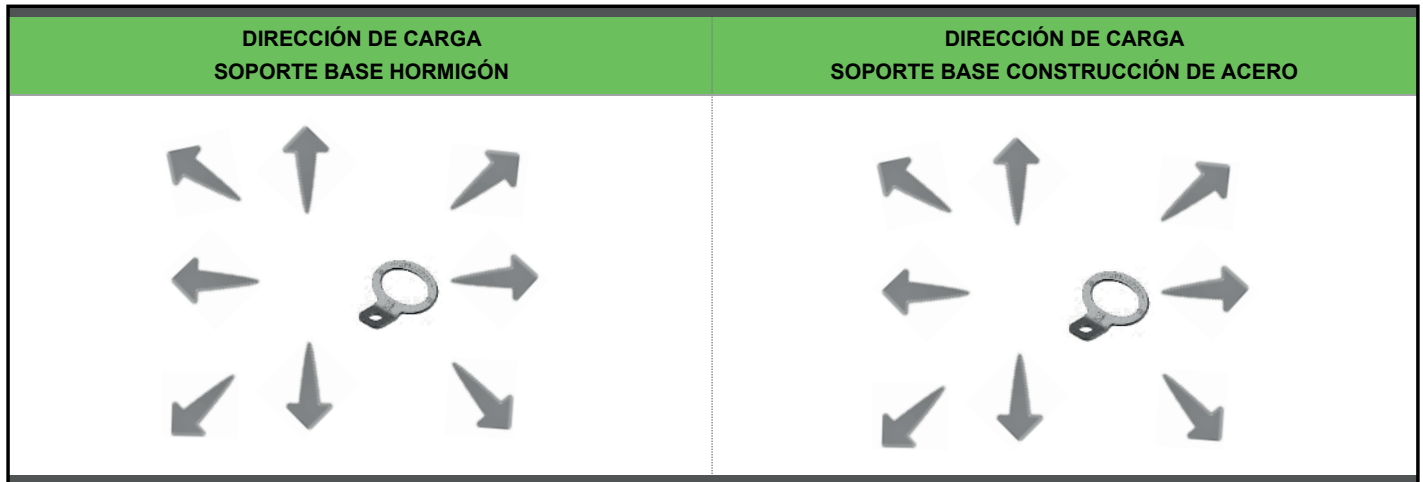 DIRECCIÓN DE CARGA
SOPORTE BASE HORMIGÓN
DIRECCIÓN DE CARGA
SOPORTE BASE CONSTRUCCIÓN DE ACERO